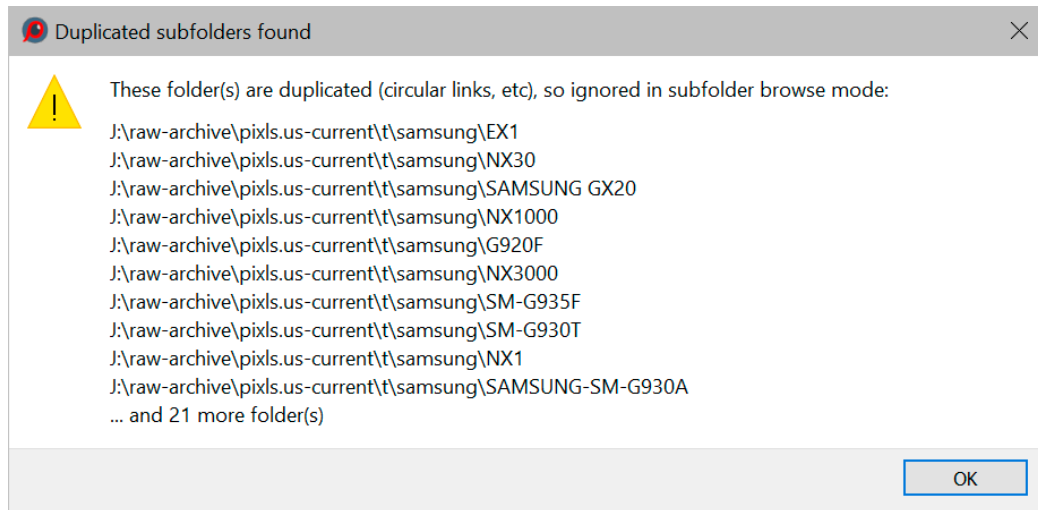 Duplicated subfolders found
These folder(s) are duplicated (circular links, etc), so ignored in subfolder browse mode:
J:\raw-archive\pixls.us-current\t\samsung\EX1
J:\raw-archive\pixls.us-current\t\samsung\NX30
J:\raw-archive\pixls.us-current\t\samsung\SAMSUNG GX20
J:\raw-archive\pixls.us-current\t\samsung\NX1000
J:\raw-archive\pixls.us-current\t\samsung\G920F
J:\raw-archive\pixls.us-current\t\samsung\NX3000
J:\raw-archive\pixls.us-current\t\samsung\SM-G935F
J:\raw-archive\pixls.us-current\t\samsung\SM-G930T
J:\raw-archive\pixls.us-current\t\samsung\NX1
J:\raw-archive\pixls.us-current\t\samsung\SAMSUNG-SM-G930A
... and 21 more folder(s)
OK